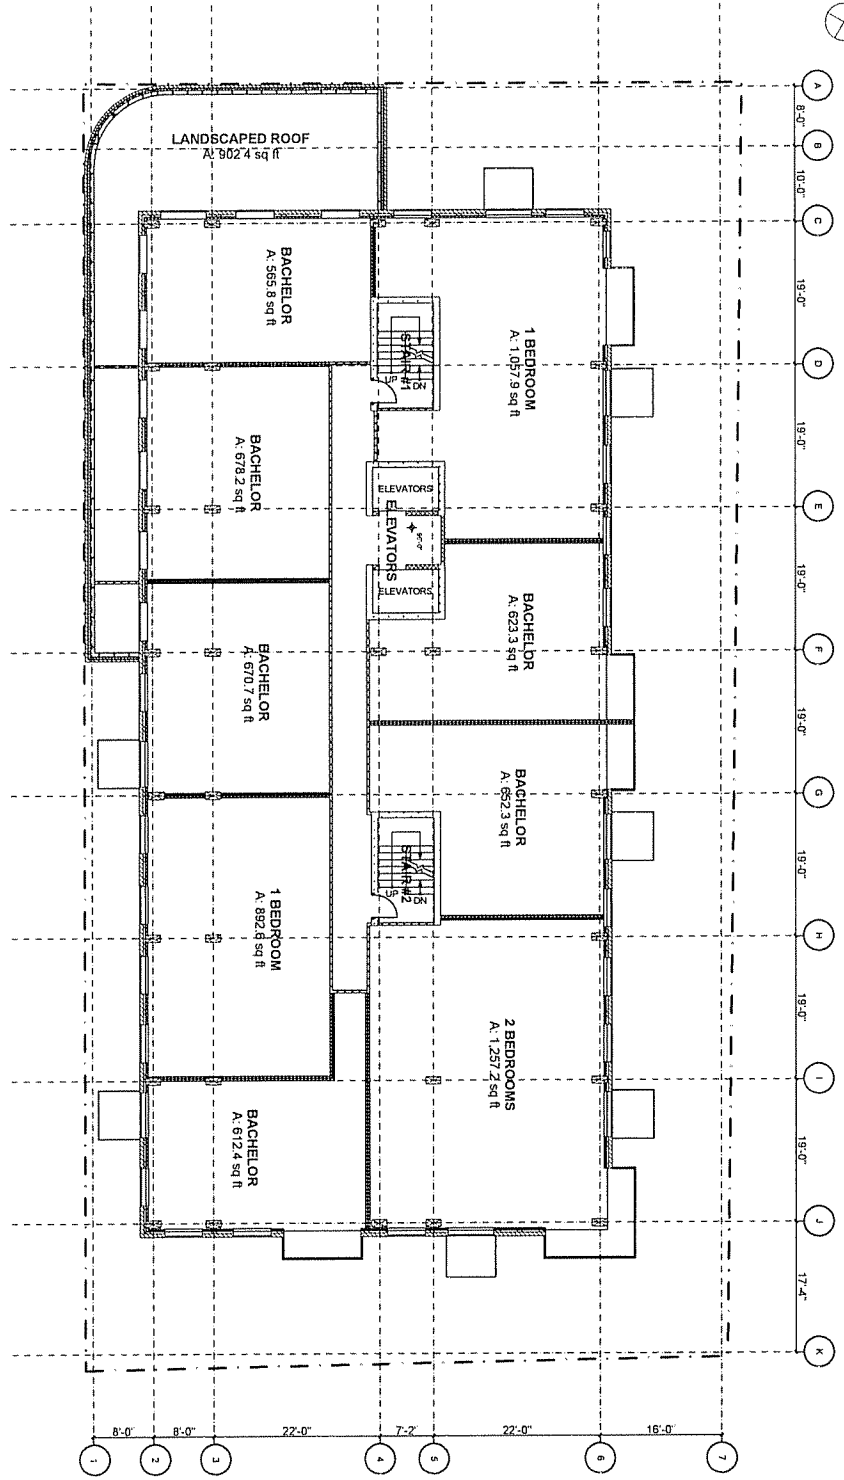 A
8'-0"
B
10'-0"
C
19'-0"
D
19'-0"
E
19'-0"
F
19'-0"
G
19'-0"
H
19'-0"
I
19'-0"
J
17'-4"
K
LANDSCAPED ROOF
A: 902.4 sq ft
BACHELOR
A: 565.8 sq ft
1 BEDROOM
A: 1,057.9 sq ft
STAIR #1
UP
DN
BACHELOR
A: 678.2 sq ft
ELEVATORS
ELEVATORS
ELEVATORS
BACHELOR
A: 623.3 sq ft
BACHELOR
A: 670.7 sq ft
BACHELOR
A: 652.3 sq ft
STAIR #2
UP
DN
1 BEDROOM
A: 892.6 sq ft
2 BEDROOMS
A: 1,257.2 sq ft
BACHELOR
A: 612.4 sq ft
8'-0"
8'-0"
22'-0"
7'-2"
22'-0"
16'-0"
1
2
3
4
5
6
7